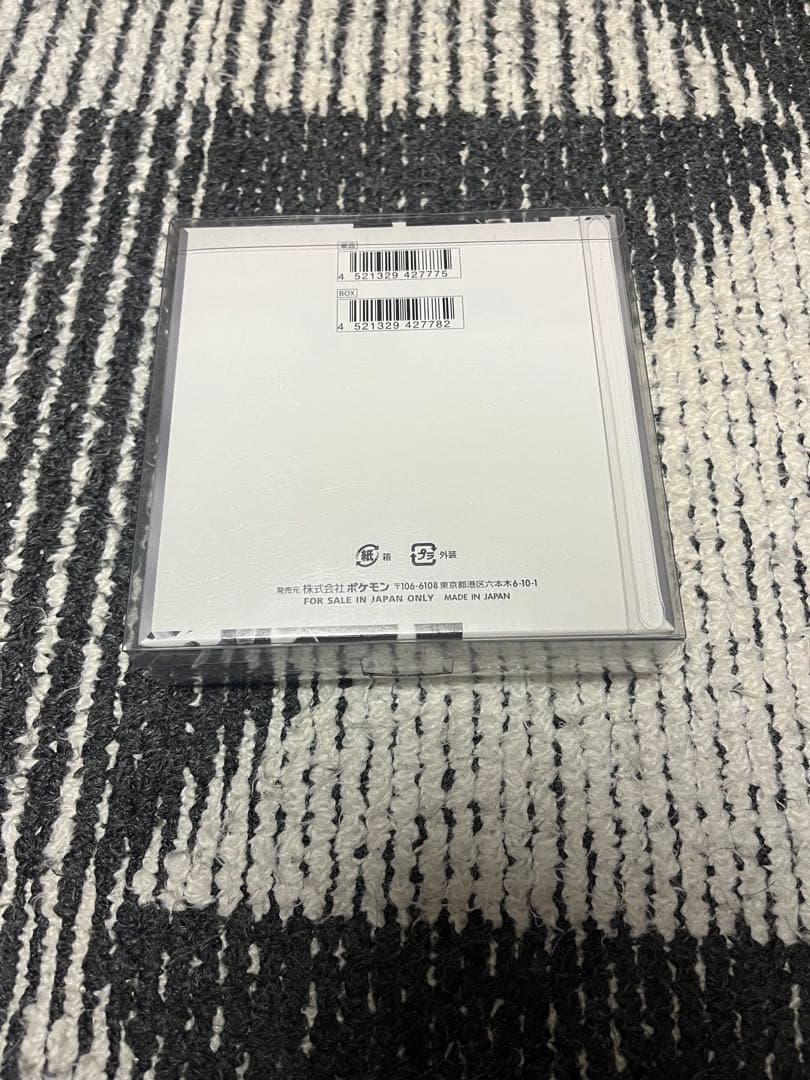 単品
4 521329 427775
BOX
4 521329 427782
紙 箱 プラ 外装
発売元 株式会社ポケモン 〒106-6108 東京都港区六本木6-10-1
FOR SALE IN JAPAN ONLY MADE IN JAPAN